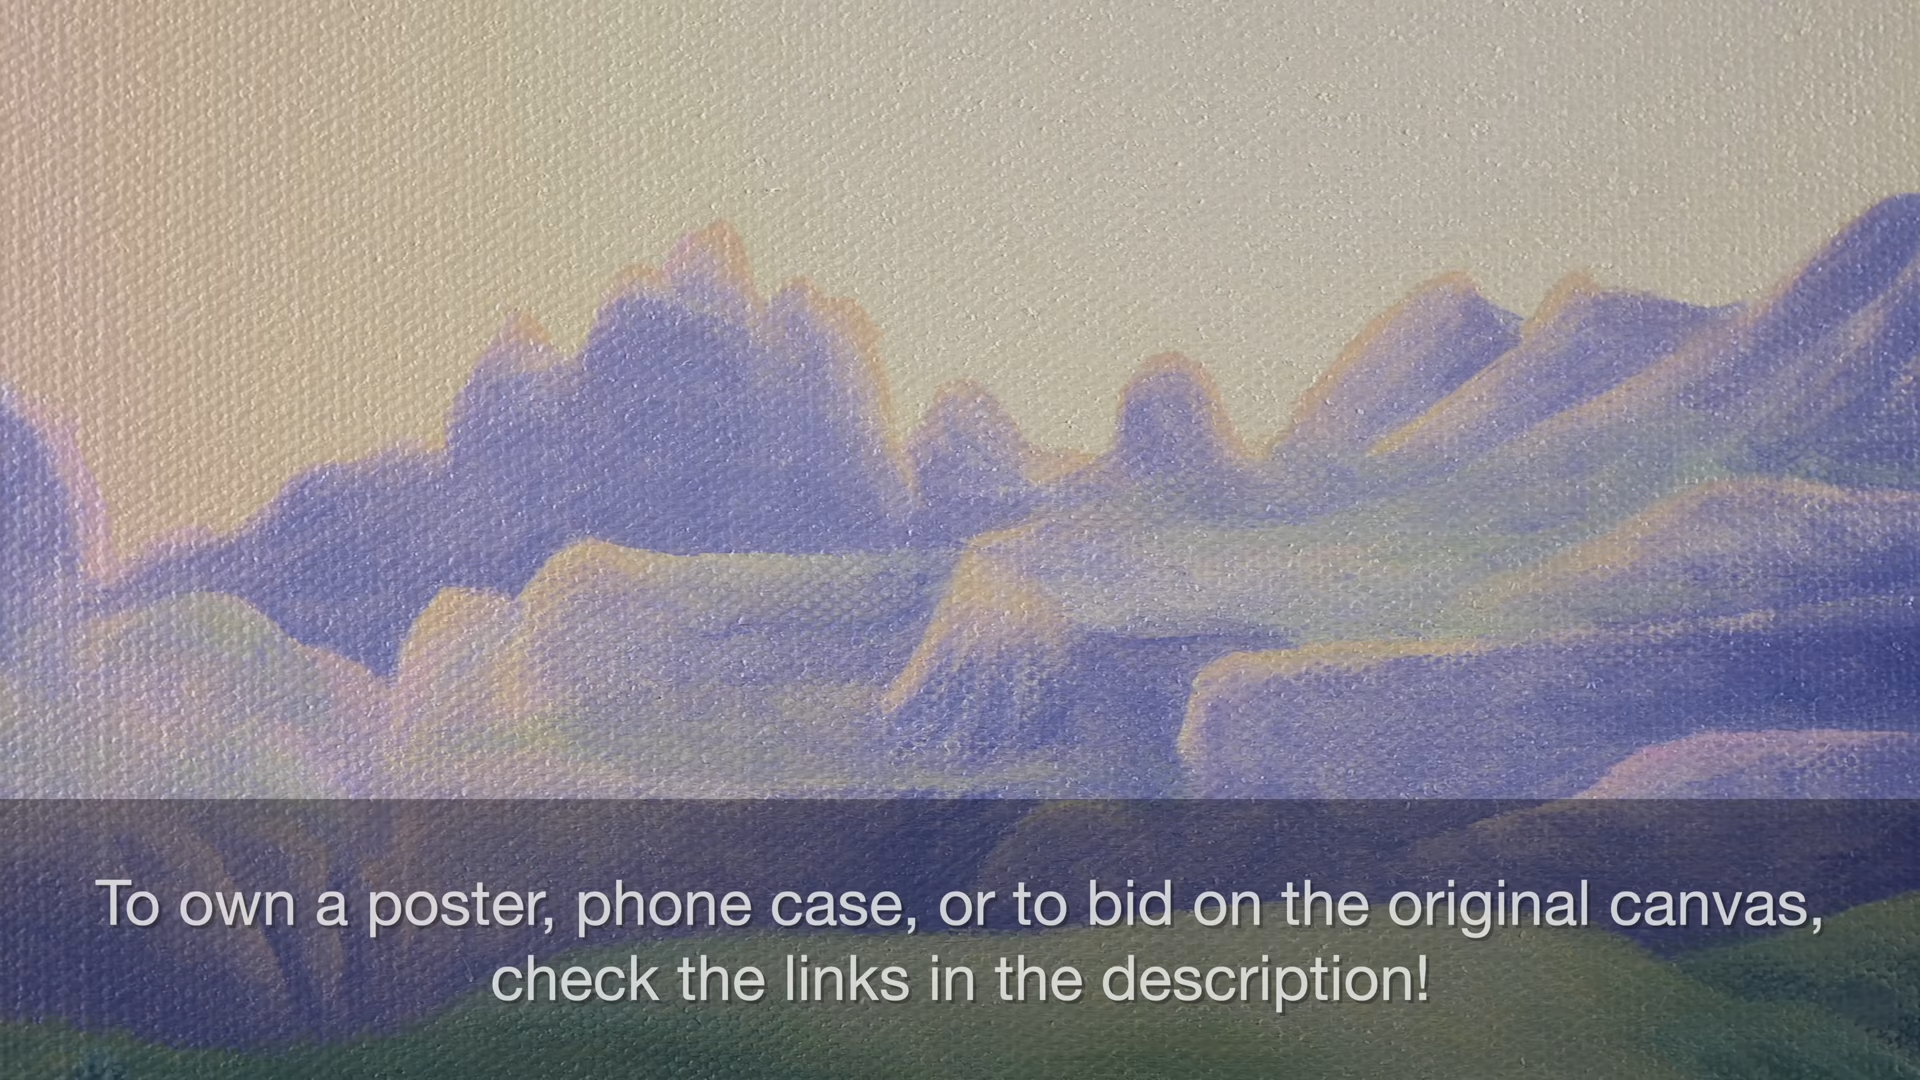 To own a poster, phone case, or to bid on the original canvas,
check the links in the description!